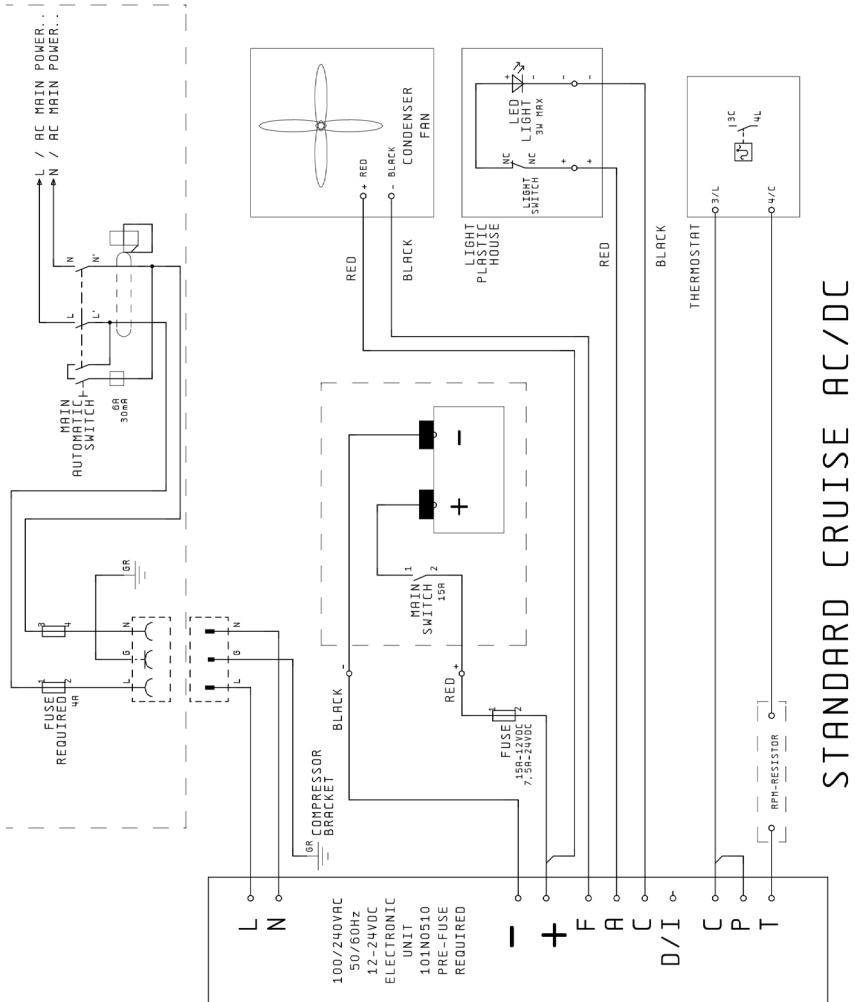 L / AC MAIN POWER..
N / AC MAIN POWER..
N
N'
L
L'
MAIN
AUTOMATIC
SWITCH
6A
30mA
GR
3
4
N
G
L
1
2
FUSE
REQUIRED
4A
N
G
L
GR
COMPRESSOR
BRACKET
CONDENSER
FAN
+ RED
- BLACK
RED
BLACK
LED
LIGHT
3W MAX
+
-
-
-
NC
NC
LIGHT
SWITCH
+
+
LIGHT
PLASTIC
HOUSE
RED
BLACK
3C
4L
3/L
4/C
THERMOSTAT
-
+
1
2
MAIN
SWITCH
15A
-
+
BLACK
RED
1
2
FUSE
15A-12VDC
7.5A-24VDC
RPM-RESISTOR
L
N
100/240VAC
50/60Hz
12-24VDC
ELECTRONIC
UNIT
101N0510
PRE-FUSE
REQUIRED
-
+
F
A
C
D/I
C
P
T
STANDARD CRUISE AC/DC